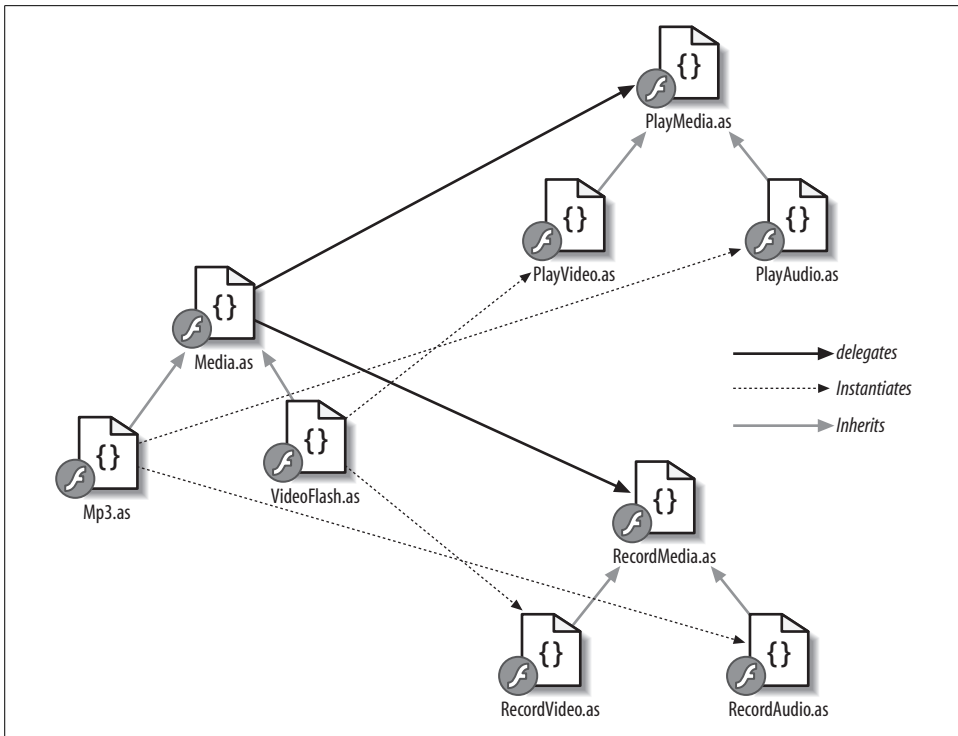 {}
f
PlayMedia.as
{}
f
PlayVideo.as
{}
f
PlayAudio.as
{}
f
Media.as
delegates
Instantiates
Inherits
{}
f
Mp3.as
{}
f
VideoFlash.as
{}
f
RecordMedia.as
{}
f
RecordVideo.as
{}
f
RecordAudio.as